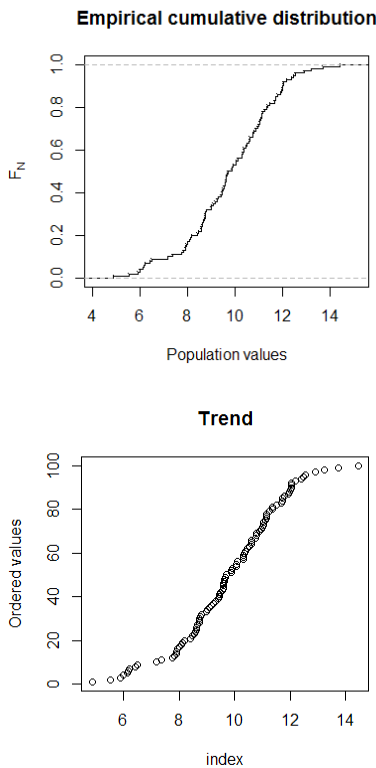 Empirical cumulative distribution
1.0
0.8
0.6
0.4
0.2
0.0
F_N
4 6 8 10 12 14
Population values
Trend
100
80
60
40
20
0
Ordered values
6 8 10 12 14
index